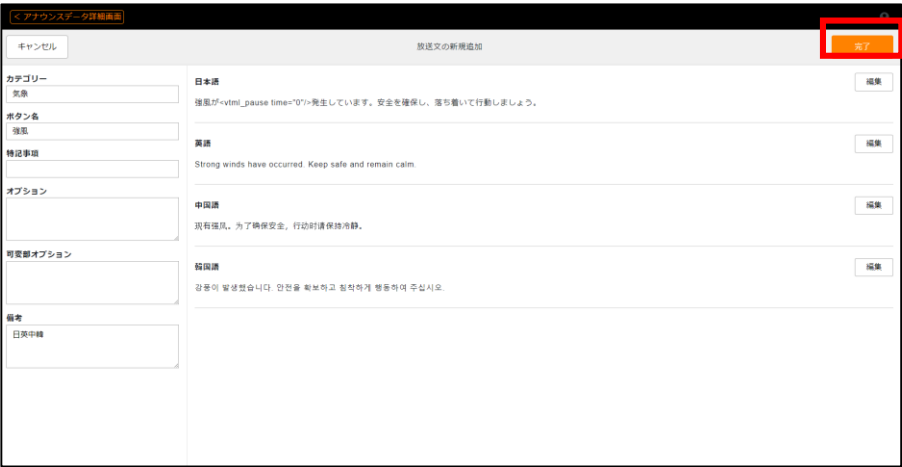 < アナウンスデータ詳細画面
キャンセル
放送文の新規追加
完了
カテゴリー
気象
ボタン名
強風
特記事項
オプション
可変部オプション
備考
日英中韓
日本語
編集
強風が<vtml_pause time="0"/>発生しています。安全を確保し、落ち着いて行動しましょう。
英語
編集
Strong winds have occurred. Keep safe and remain calm.
中国語
編集
现有强风。为了确保安全，行动时请保持冷静。
韓国語
編集
강풍이 발생했습니다. 안전을 확보하고 침착하게 행동하여 주십시오.